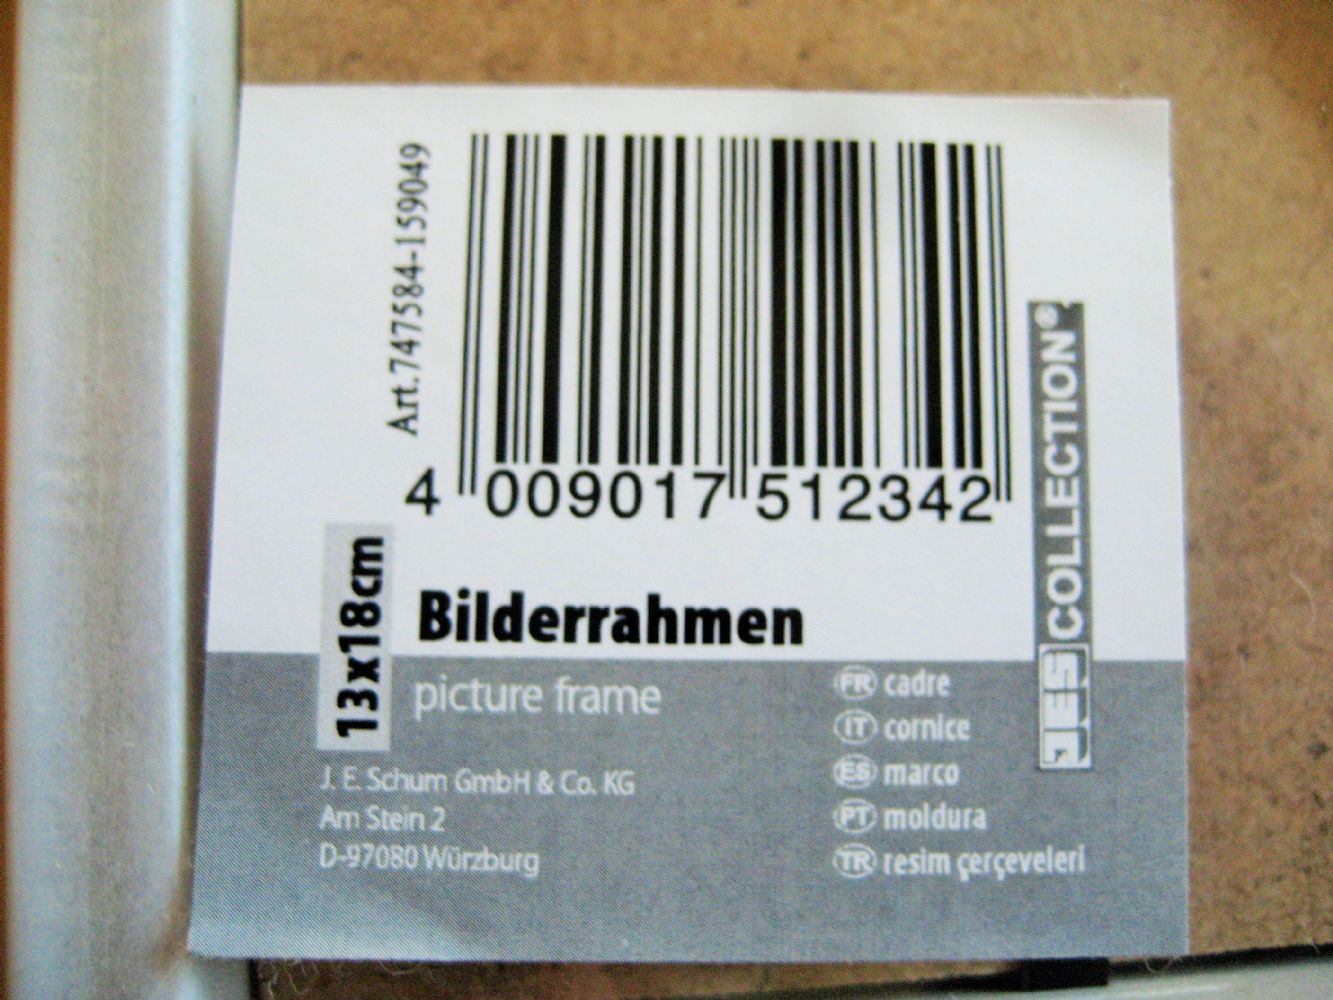 Art.747584-159049
4 009017 512342
13x18cm
Bilderrahmen
picture frame
J. E. Schum GmbH & Co. KG
Am Stein 2
D-97080 Würzburg
FR cadre
IT cornice
ES marco
PT moldura
TR resim çerçeveleri
JES COLLECTION®